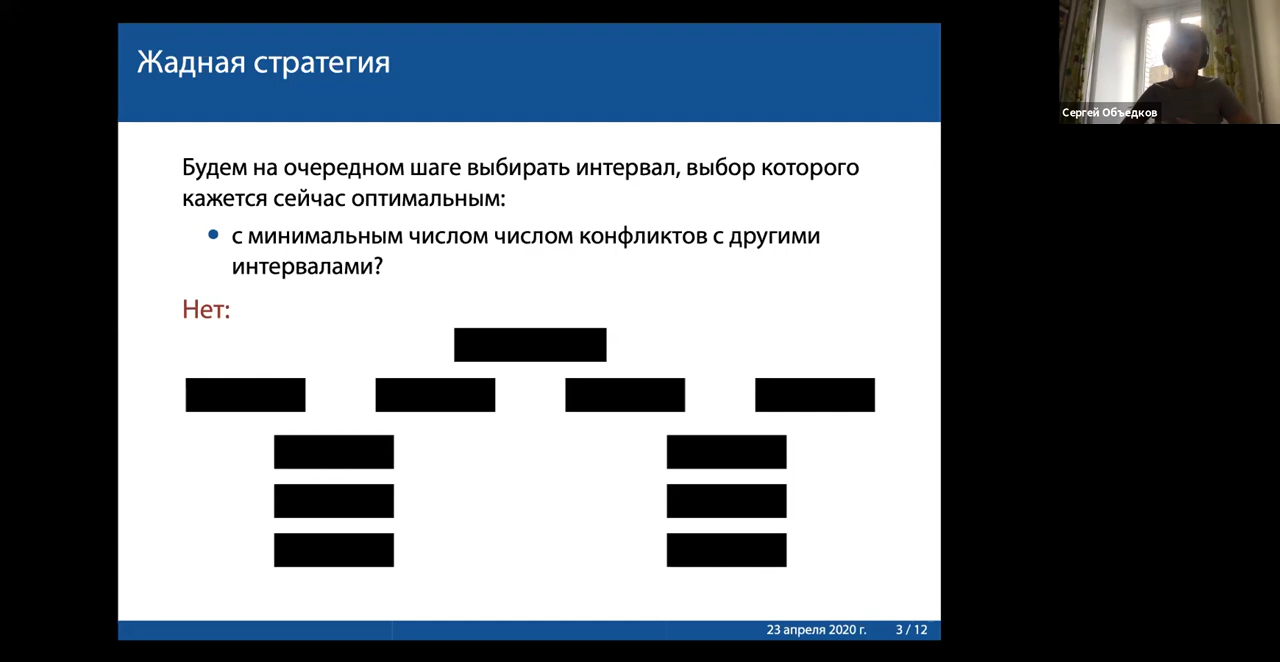 Жадная стратегия
Сергей Объедков
Будем на очередном шаге выбирать интервал, выбор которого
кажется сейчас оптимальным:
с минимальным числом числом конфликтов с другими
интервалами?
Нет:
23 апреля 2020 г. 3 / 12